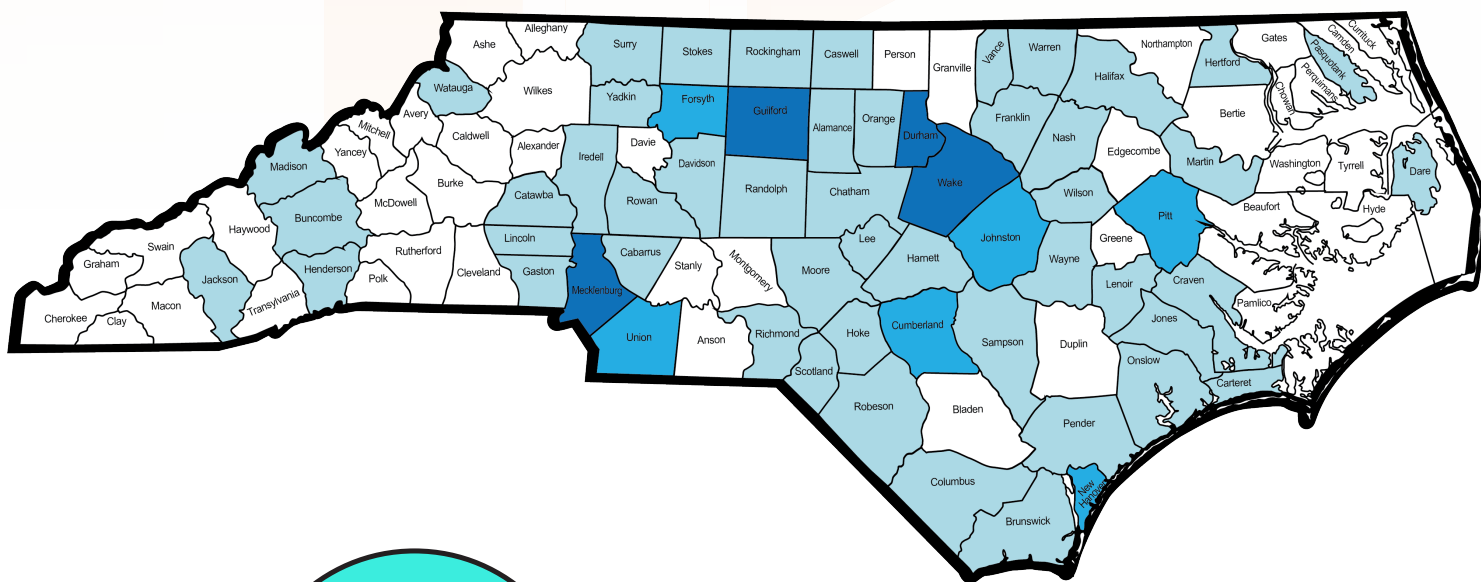 Ashe
Alleghany
Surry
Stokes
Rockingham
Caswell
Person
Granville
Vance
Warren
Northampton
Halifax
Hertford
Gates
Pasquotank
Camden
Currituck
Perquimans
Chowan
Bertie
Watauga
Wilkes
Yadkin
Forsyth
Guilford
Alamance
Orange
Durham
Franklin
Nash
Edgecombe
Martin
Washington
Tyrrell
Dare
Avery
Mitchell
Yancey
Caldwell
Alexander
Iredell
Davie
Davidson
Randolph
Chatham
Wake
Wilson
Pitt
Beaufort
Hyde
Madison
Buncombe
McDowell
Burke
Catawba
Rowan
Johnston
Greene
Haywood
Swain
Graham
Jackson
Henderson
Rutherford
Polk
Cleveland
Lincoln
Gaston
Mecklenburg
Cabarrus
Stanly
Montgomery
Moore
Lee
Harnett
Wayne
Lenoir
Craven
Pamlico
Cherokee
Clay
Macon
Transylvania
Union
Anson
Richmond
Hoke
Cumberland
Sampson
Duplin
Jones
Onslow
Carteret
Scotland
Robeson
Bladen
Pender
Columbus
Brunswick
New
Hanover